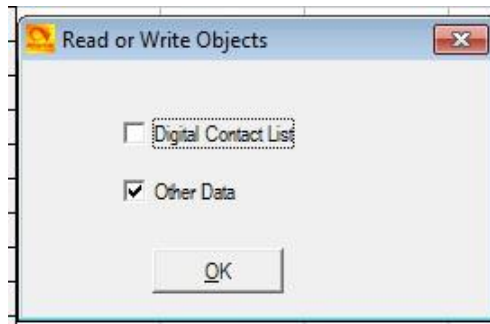 Read or Write Objects
Digital Contact List
Other Data
OK